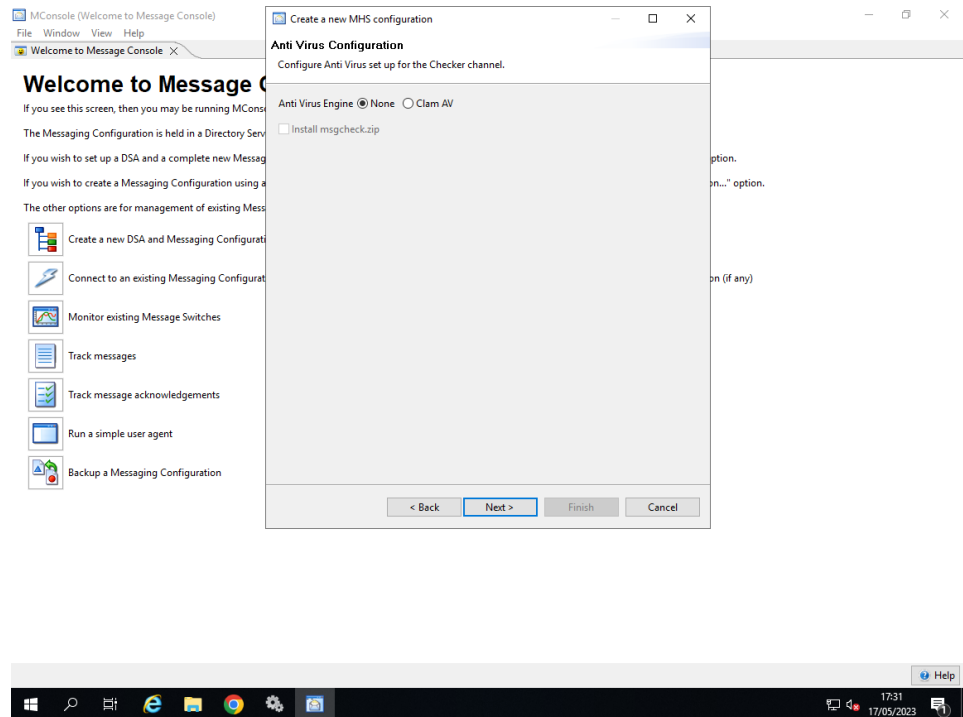 MConsole (Welcome to Message Console)
File Window View Help
Welcome to Message Console
Welcome to Message
If you see this screen, then you may be running
The Messaging Configuration is held in a Directory
If you wish to set up a DSA and a complete new
ption.
If you wish to create a Messaging Configuration using a
on..." option.
The other options are for management of existing
Create a new DSA and Messaging
Connect to an existing Messaging
on (if any)
Monitor existing Message Switches
Track messages
Track message acknowledgements
Run a simple user agent
Backup a Messaging Configuration
Create a new MHS configuration
Anti Virus Configuration
Configure Anti Virus set up for the Checker channel.
Anti Virus Engine None Clam AV
Install msgcheck.zip
< Back Next > Finish Cancel
Help
17:31
17/05/2023
1